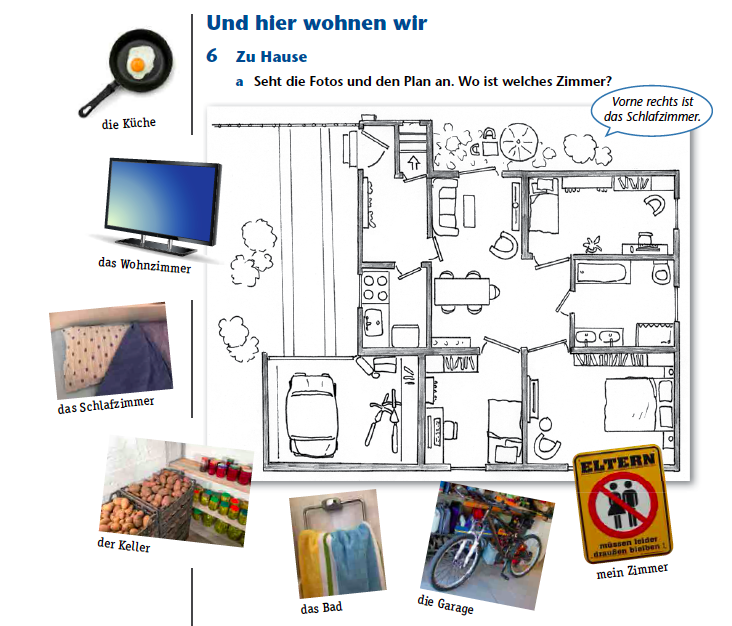 Und hier wohnen wir
6 Zu Hause
a Seht die Fotos und den Plan an. Wo ist welches Zimmer?
Vorne rechts ist
das Schlafzimmer.
die Küche
das Wohnzimmer
das Schlafzimmer
der Keller
das Bad
die Garage
ELTERN
müssen leider
draußen bleiben !
mein Zimmer